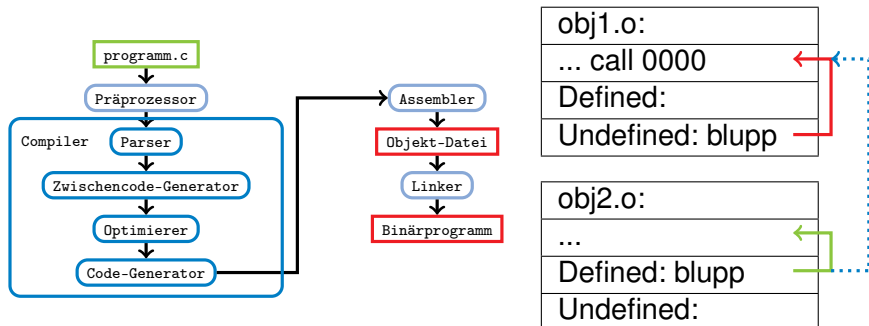 programm.c
Präprozessor
Compiler
Parser
Zwischencode-Generator
Optimierer
Code-Generator
Assembler
Objekt-Datei
Linker
Binärprogramm
obj1.o:
... call 0000
Defined:
Undefined: blupp
obj2.o:
...
Defined: blupp
Undefined: